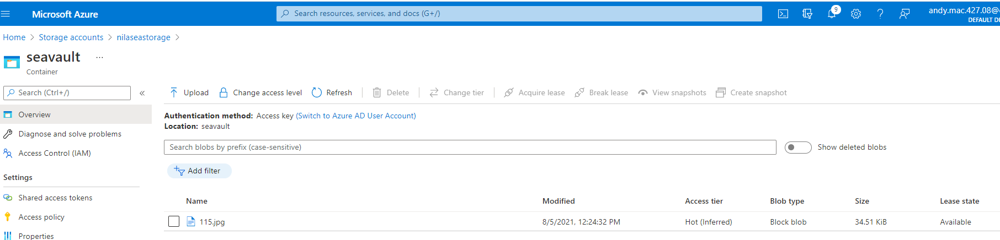 Microsoft Azure
Search resources, services, and docs (G+/)
9
andy.mac.427.08@
DEFAULT DI
Home > Storage accounts > nilaseastorage >
seavault ...
Container
Search (Ctrl+/) «
Overview
Diagnose and solve problems
Access Control (IAM)
Settings
Shared access tokens
Access policy
Properties
Upload Change access level Refresh Delete Change tier Acquire lease Break lease View snapshots Create snapshot
Authentication method: Access key (Switch to Azure AD User Account)
Location: seavault
Search blobs by prefix (case-sensitive) Show deleted blobs
Add filter
Name Modified Access tier Blob type Size Lease state
115.jpg 8/5/2021, 12:24:32 PM Hot (Inferred) Block blob 34.51 KiB Available